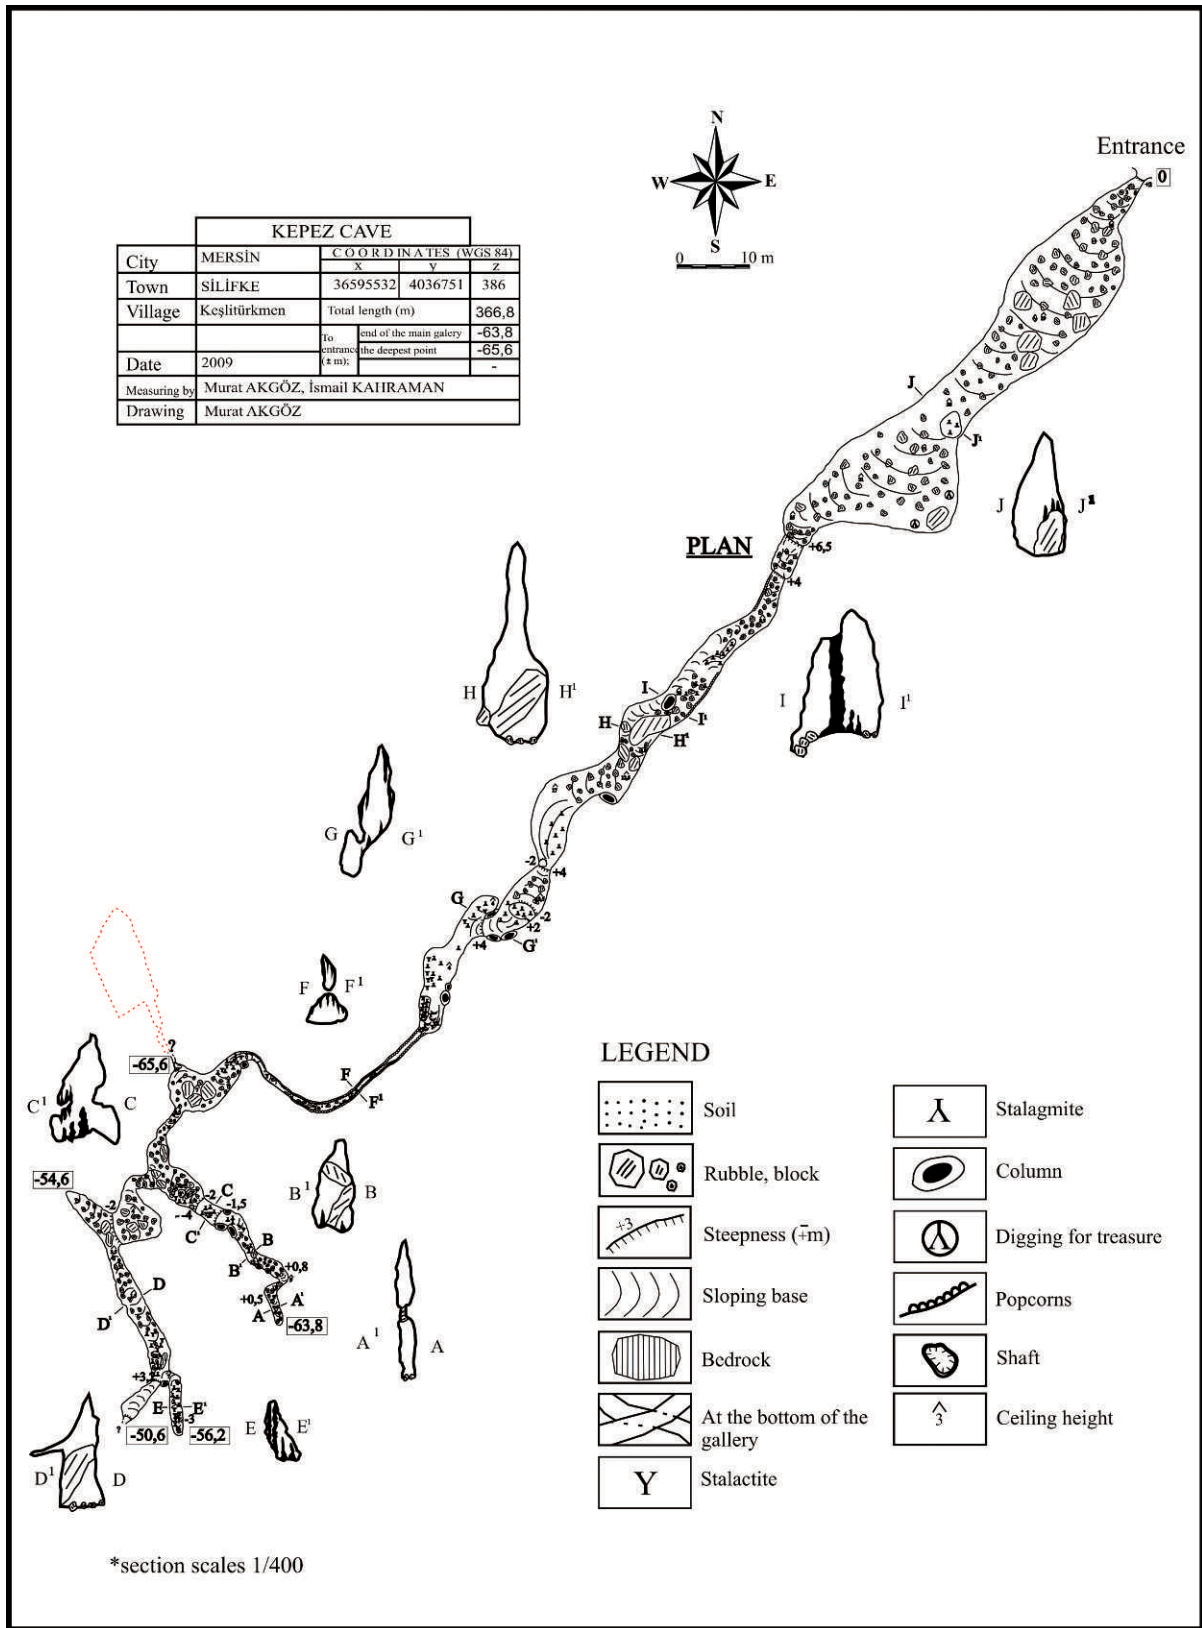 N
W E
S
0 10 m
Entrance
0
KEPEZ CAVE
City MERSİN COORDINATES (WGS 84)
x y z
Town SİLİFKE 36595532 4036751 386
Village Keşlitürkmen Total length (m) 366,8
To entrance (± m); end of the main galery -63,8
the deepest point -65,6
Date 2009 -
Measuring by Murat AKGÖZ, İsmail KAHRAMAN
Drawing Murat AKGÖZ
J
J¹
J J¹
PLAN
+6,5
+4
H H¹
I I¹
I
H I¹
H¹
G G¹
-2 +4
G -2
+2
+4 G¹
F F¹
?
-65,6
F
F¹
C¹ C
-54,6
-2 -2 C
-1,5
-4
C¹
B¹ B
B
B¹
+0,8
+0,5 A¹
A
-63,8
A¹ A
D
D¹
+3,
E E¹
-3
?
-50,6 -56,2
E E¹
D¹ D
LEGEND
Soil
Rubble, block
+3
Steepness (∓m)
Sloping base
Bedrock
At the bottom of the
gallery
Y Stalactite
Stalagmite
Column
Digging for treasure
Popcorns
Shaft
3 Ceiling height
*section scales 1/400